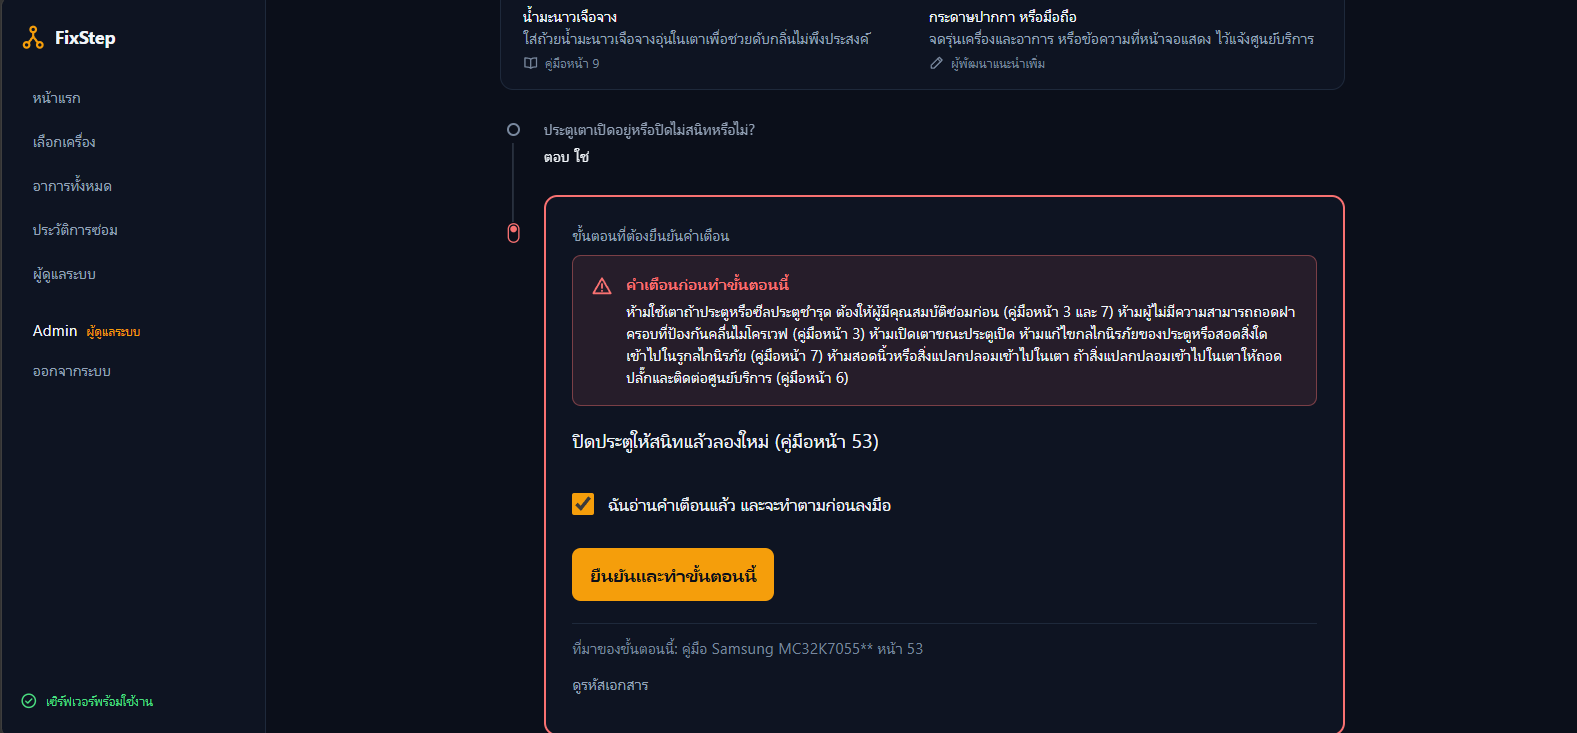 FixStep
หน้าแรก
เลือกเครื่อง
อาการทั้งหมด
ประวัติการซ่อม
ผู้ดูแลระบบ
Admin ผู้ดูแลระบบ
ออกจากระบบ
เซิร์ฟเวอร์พร้อมใช้งาน
น้ำมะนาวเจือจาง
ใส่ถ้วยน้ำมะนาวเจือจางอุ่นในเตาเพื่อช่วยดับกลิ่นไม่พึงประสงค์
คู่มือหน้า 9
กระดาษปากกา หรือมือถือ
จดรุ่นเครื่องและอาการ หรือข้อความที่หน้าจอแสดง ไว้แจ้งศูนย์บริการ
ผู้พัฒนาแนะนำเพิ่ม
ประตูเตาเปิดอยู่หรือปิดไม่สนิทหรือไม่?
ตอบ ใช่
ขั้นตอนที่ต้องยืนยันคำเตือน
คำเตือนก่อนทำขั้นตอนนี้
ห้ามใช้เตาถ้าประตูหรือซีลประตูชำรุด ต้องให้ผู้มีคุณสมบัติซ่อมก่อน (คู่มือหน้า 3 และ 7) ห้ามผู้ไม่มีความสามารถถอดฝา
ครอบที่ป้องกันคลื่นไมโครเวฟ (คู่มือหน้า 3) ห้ามเปิดเตาขณะประตูเปิด ห้ามแก้ไขกลไกนิรภัยของประตูหรือสอดสิ่งใด
เข้าไปในรูกลไกนิรภัย (คู่มือหน้า 7) ห้ามสอดนิ้วหรือสิ่งแปลกปลอมเข้าไปในเตา ถ้าสิ่งแปลกปลอมเข้าไปในเตาให้ถอด
ปลั๊กและติดต่อศูนย์บริการ (คู่มือหน้า 6)
ปิดประตูให้สนิทแล้วลองใหม่ (คู่มือหน้า 53)
ฉันอ่านคำเตือนแล้ว และจะทำตามก่อนลงมือ
ยืนยันและทำขั้นตอนนี้
ที่มาของขั้นตอนนี้: คู่มือ Samsung MC32K7055** หน้า 53
ดูรหัสเอกสาร